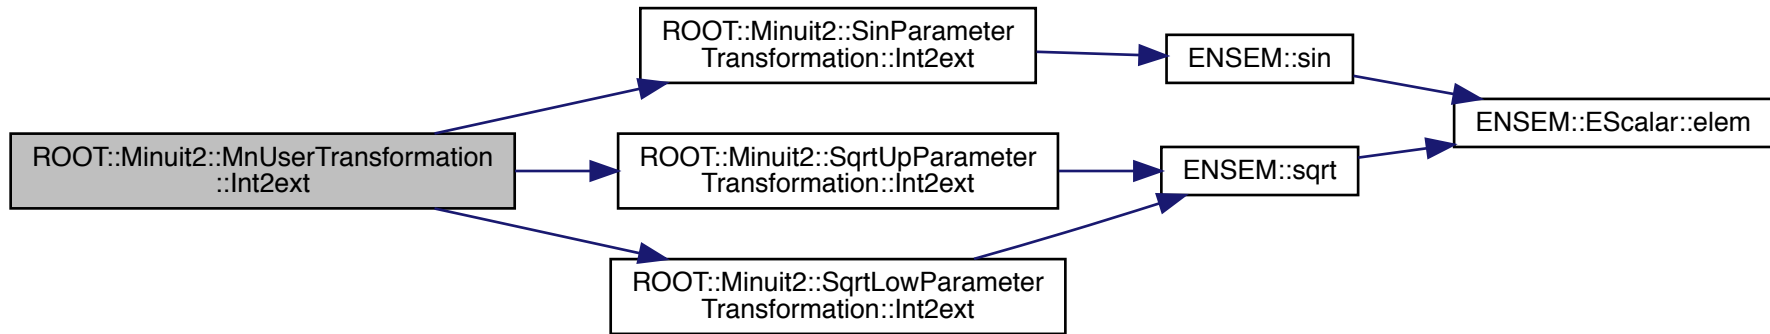 ROOT::Minuit2::MnUserTransformation
::Int2ext
ROOT::Minuit2::SinParameter
Transformation::Int2ext
ROOT::Minuit2::SqrtUpParameter
Transformation::Int2ext
ROOT::Minuit2::SqrtLowParameter
Transformation::Int2ext
ENSEM::sin
ENSEM::sqrt
ENSEM::EScalar::elem